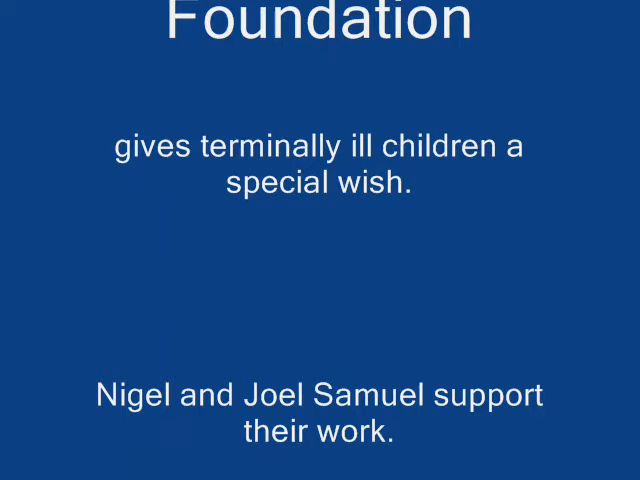 Foundation
gives terminally ill children a
special wish.
Nigel and Joel Samuel support
their work.